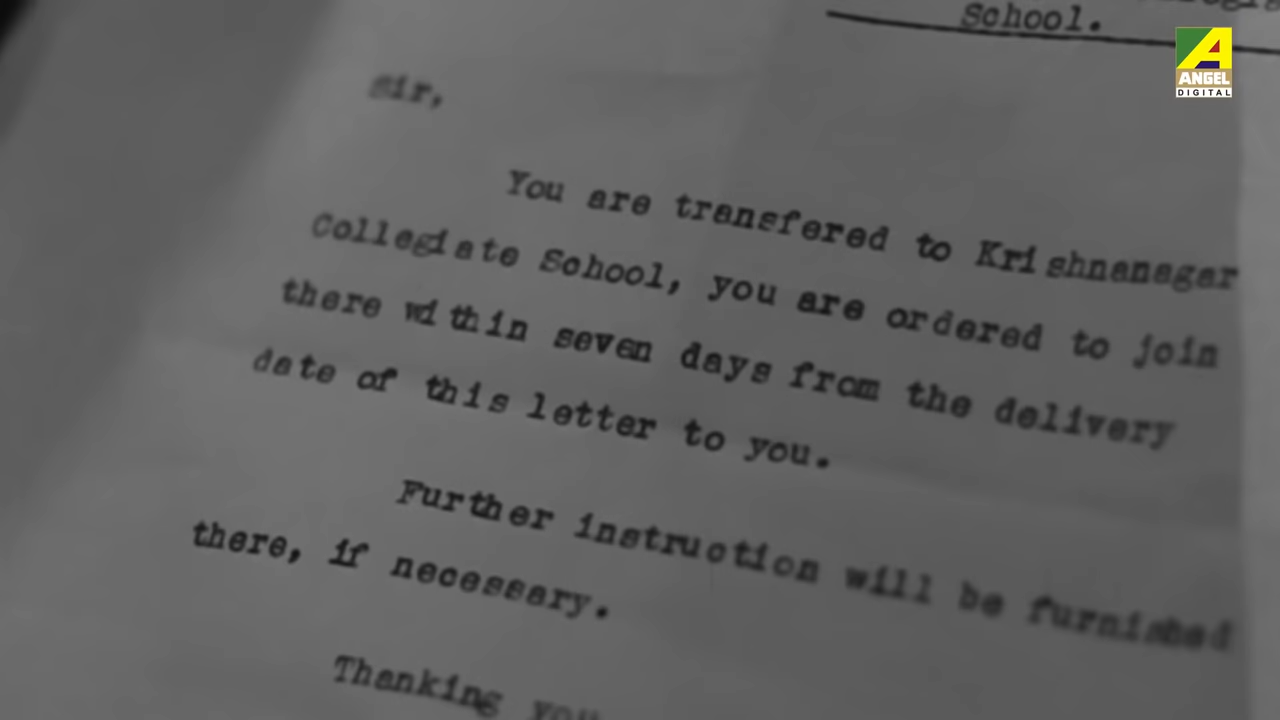 School.
ANGEL
DIGITAL
Sir,
You are transfered to Krishnanagar
Collegiate School, you are ordered to join
there within seven days from the delivery
date of this letter to you.
Further instruction will be furnished
there, if necessary.
Thanking you